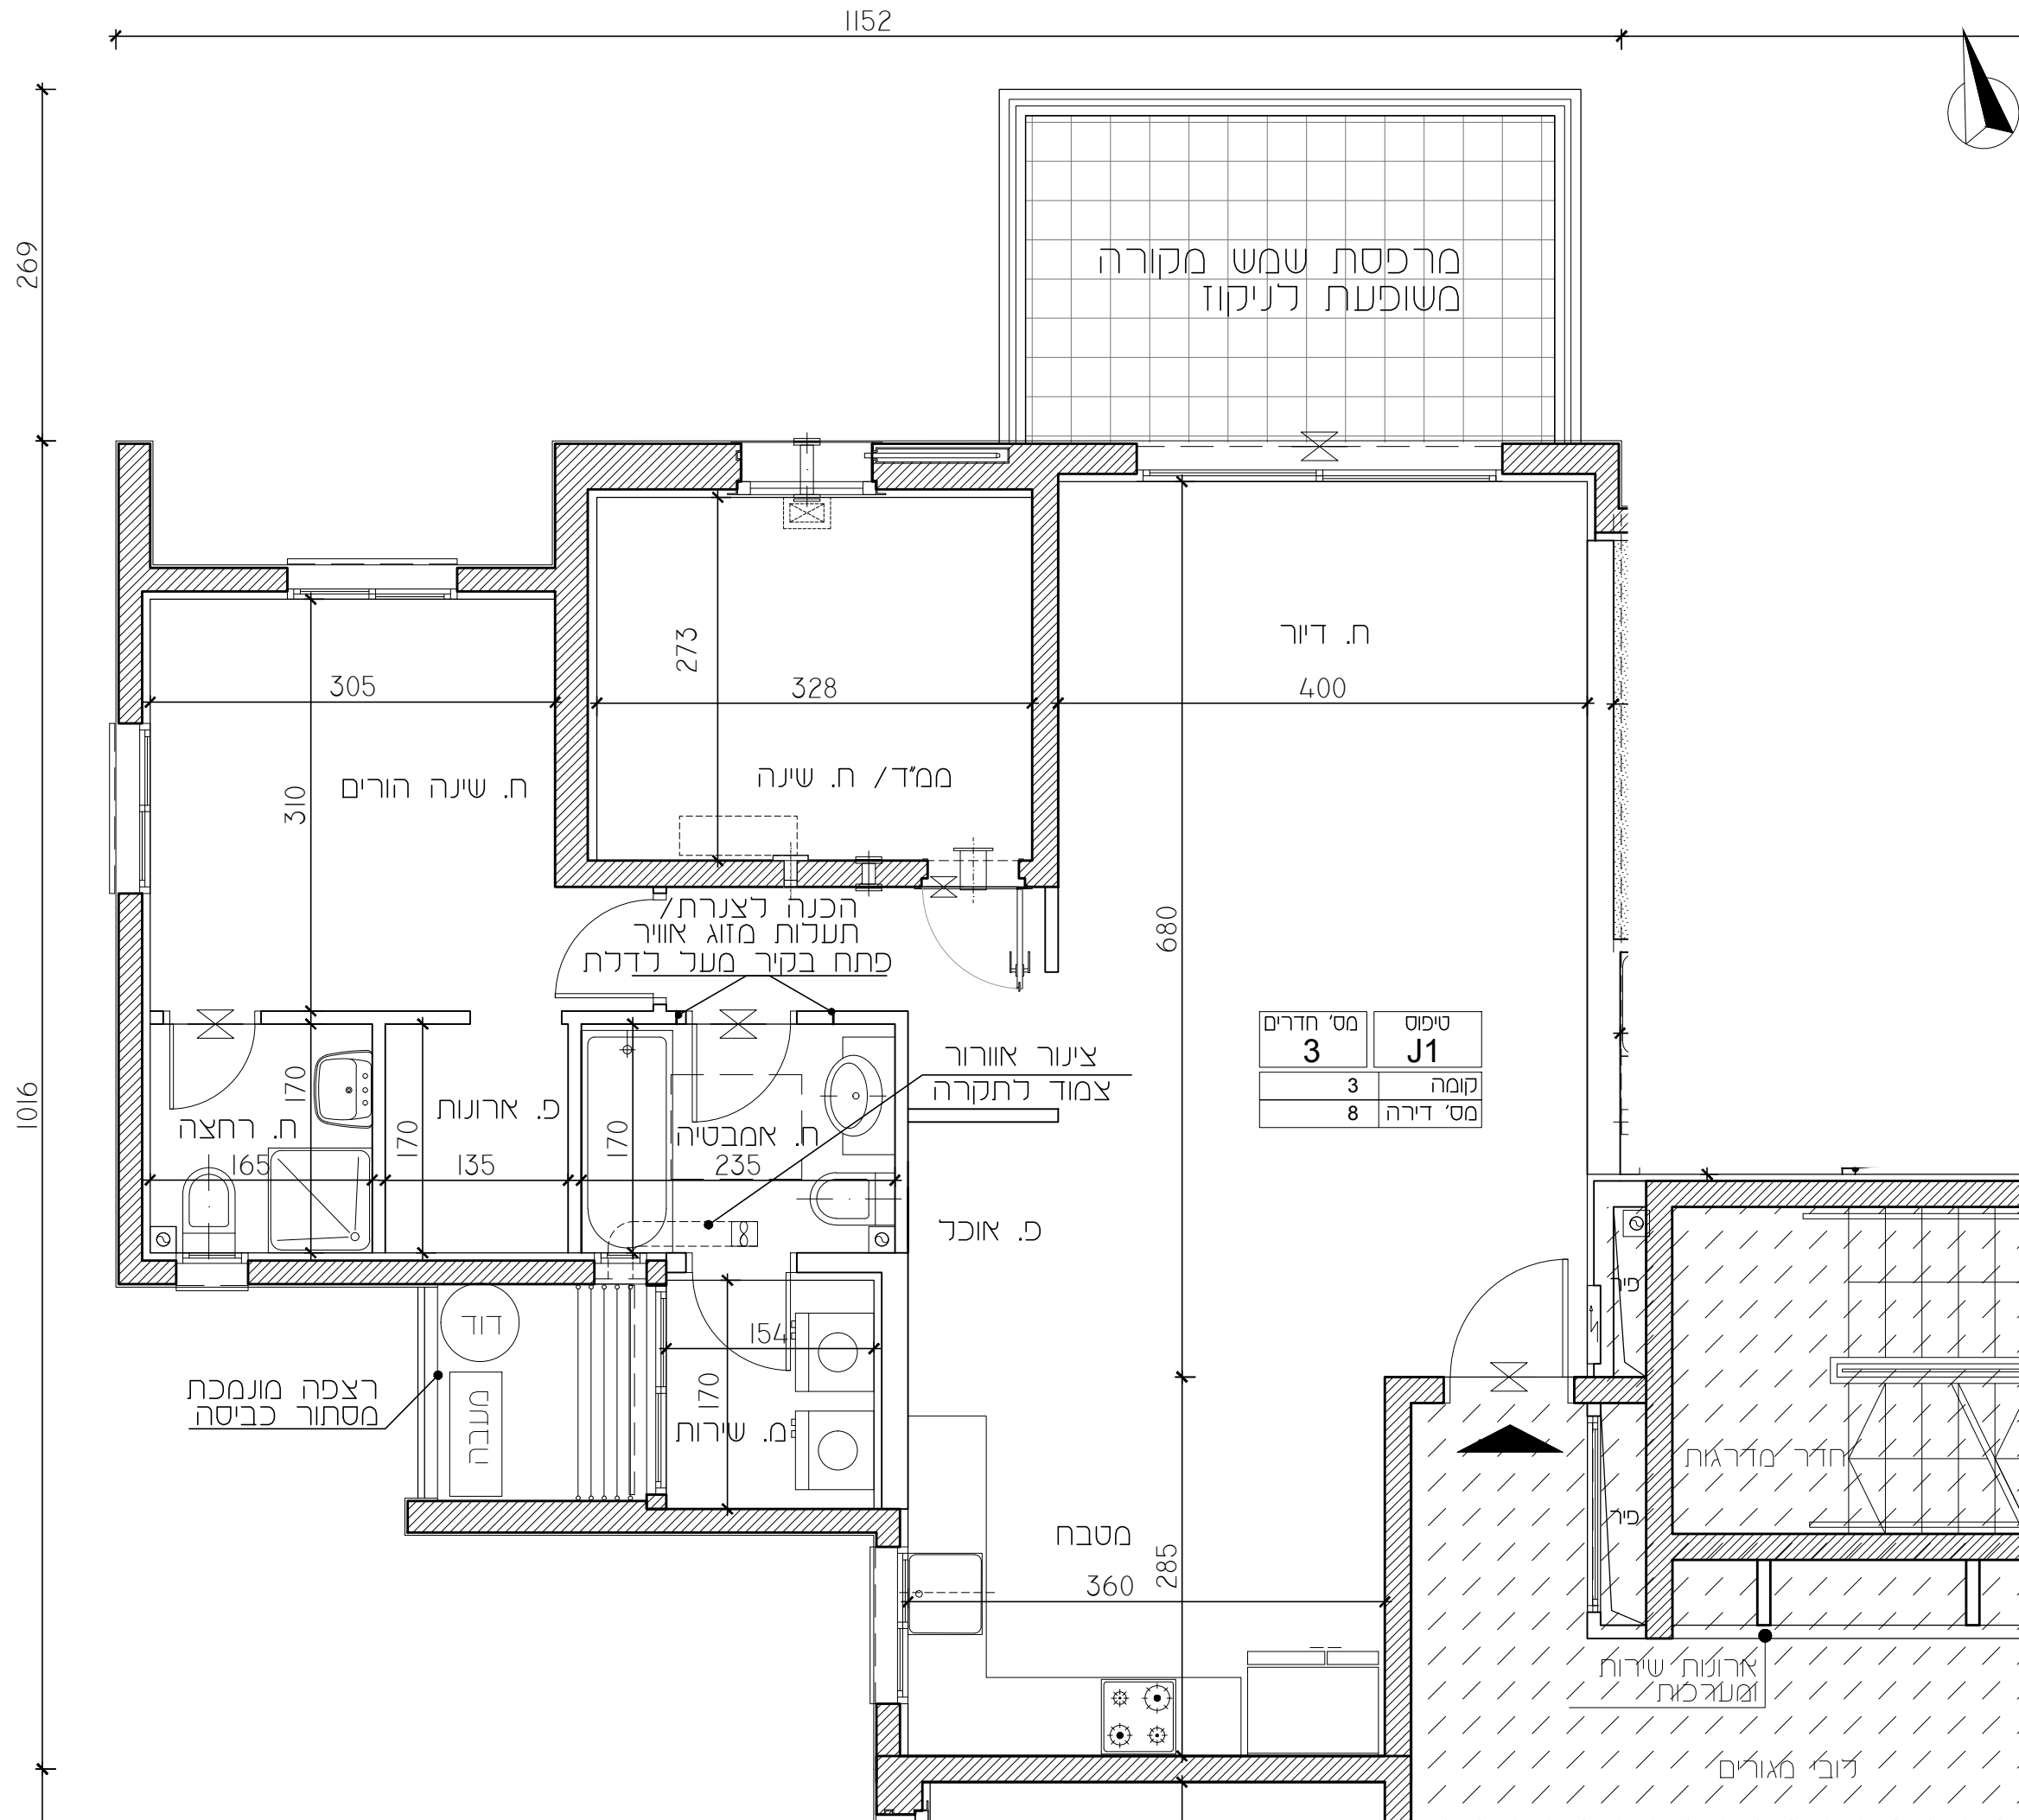 1152
269
מרפסת שמש מקורה
משופעת לניקוז
ח. דיור
273
305
328
400
ממ"ד/ ח. שינה
ח. שינה הורים
310
680
הכנה לצנרת/
תעלות מזוג אוויר
פתח בקיר מעל לדלת
טיפוס
J1
מס' חדרים
3
קומה
3
מס' דירה
8
צינור אוורור
צמוד לתקרה
1016
170
170
170
ח. רחצה
פ. ארונות
ח. אמבטיה
165
135
235
פ. אוכל
דוד
154
170
פיר
רצפה מונמכת
מסתור כביסה
מעבה
מ. שירות
חדר מדרגות
פיר
מטבח
285
360
ארונות שירות
ומערכות
לובי מגורים